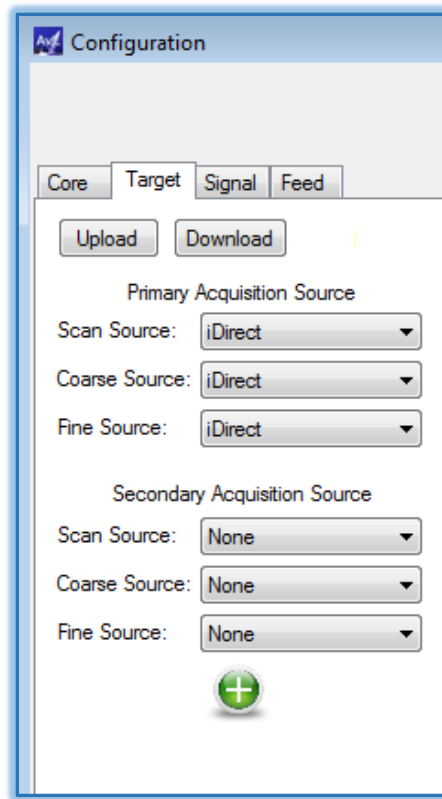 AvL Configuration
Core Target Signal Feed
Upload Download
Primary Acquisition Source
Scan Source: iDirect
Coarse Source: iDirect
Fine Source: iDirect
Secondary Acquisition Source
Scan Source: None
Coarse Source: None
Fine Source: None